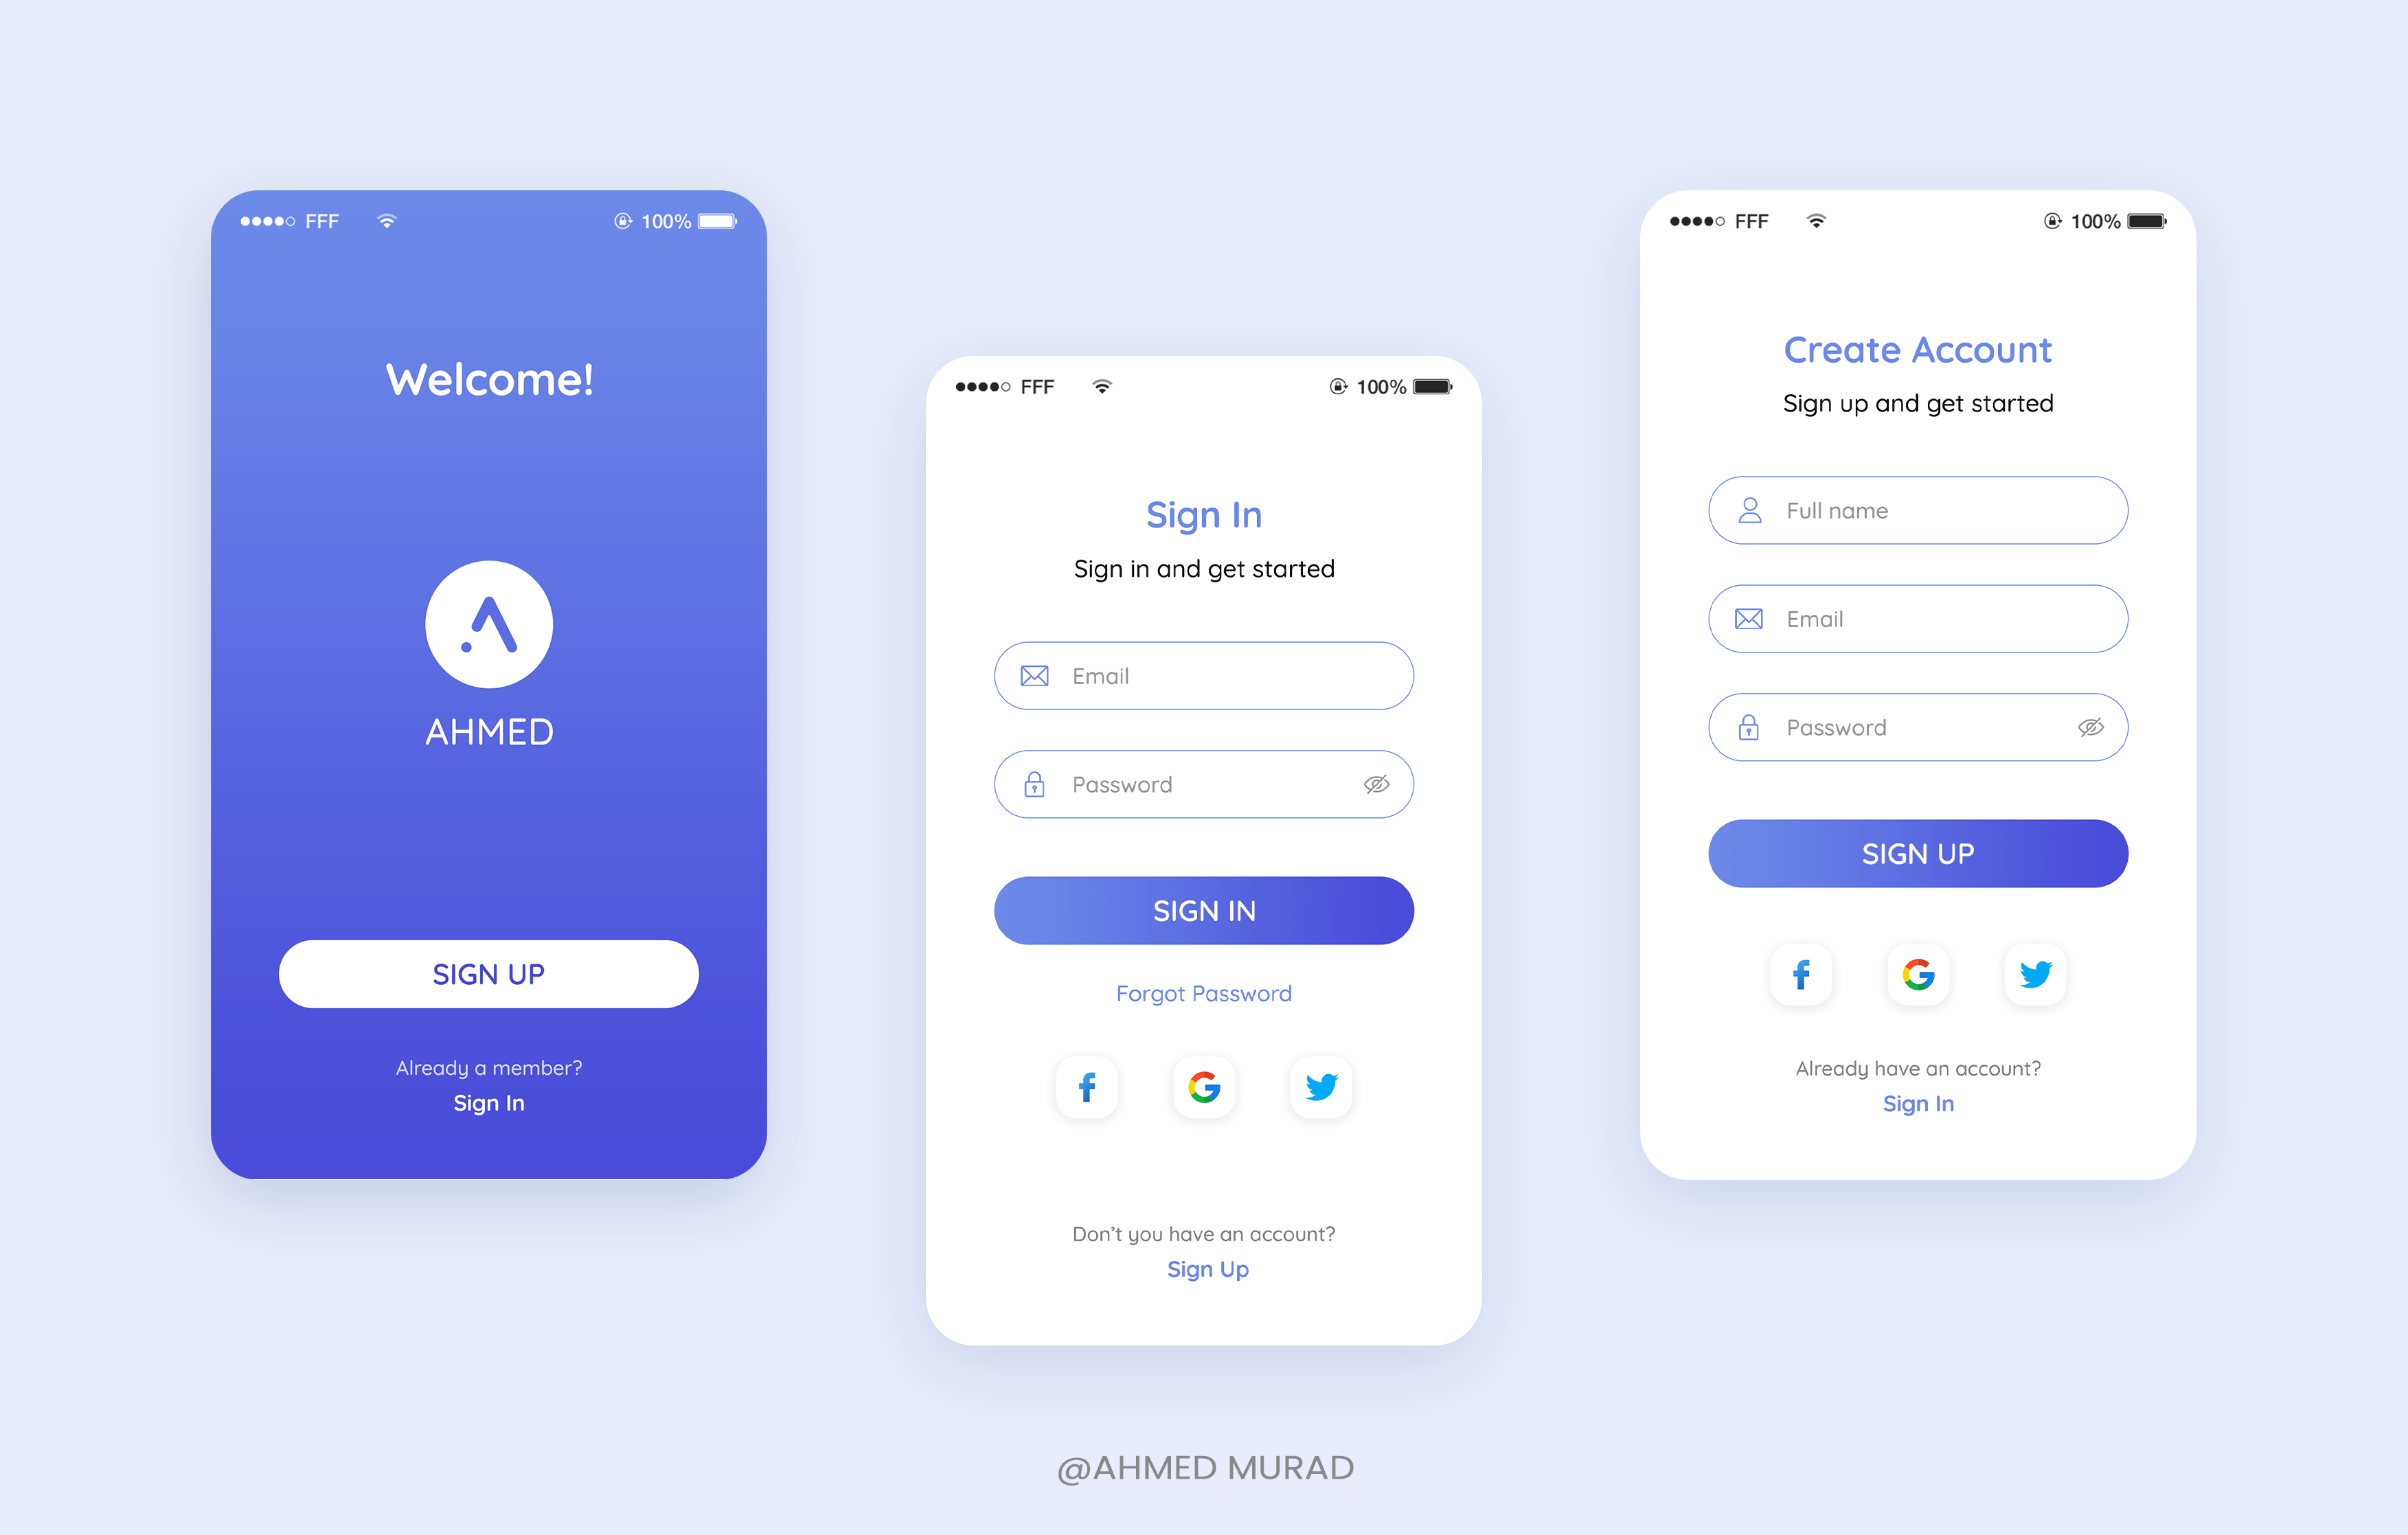 FFF 100%
Welcome!
AHMED
SIGN UP
Already a member?
Sign In
FFF 100%
Sign In
Sign in and get started
Email
Password
SIGN IN
Forgot Password
Don’t you have an account?
Sign Up
FFF 100%
Create Account
Sign up and get started
Full name
Email
Password
SIGN UP
Already have an account?
Sign In
@AHMED MURAD